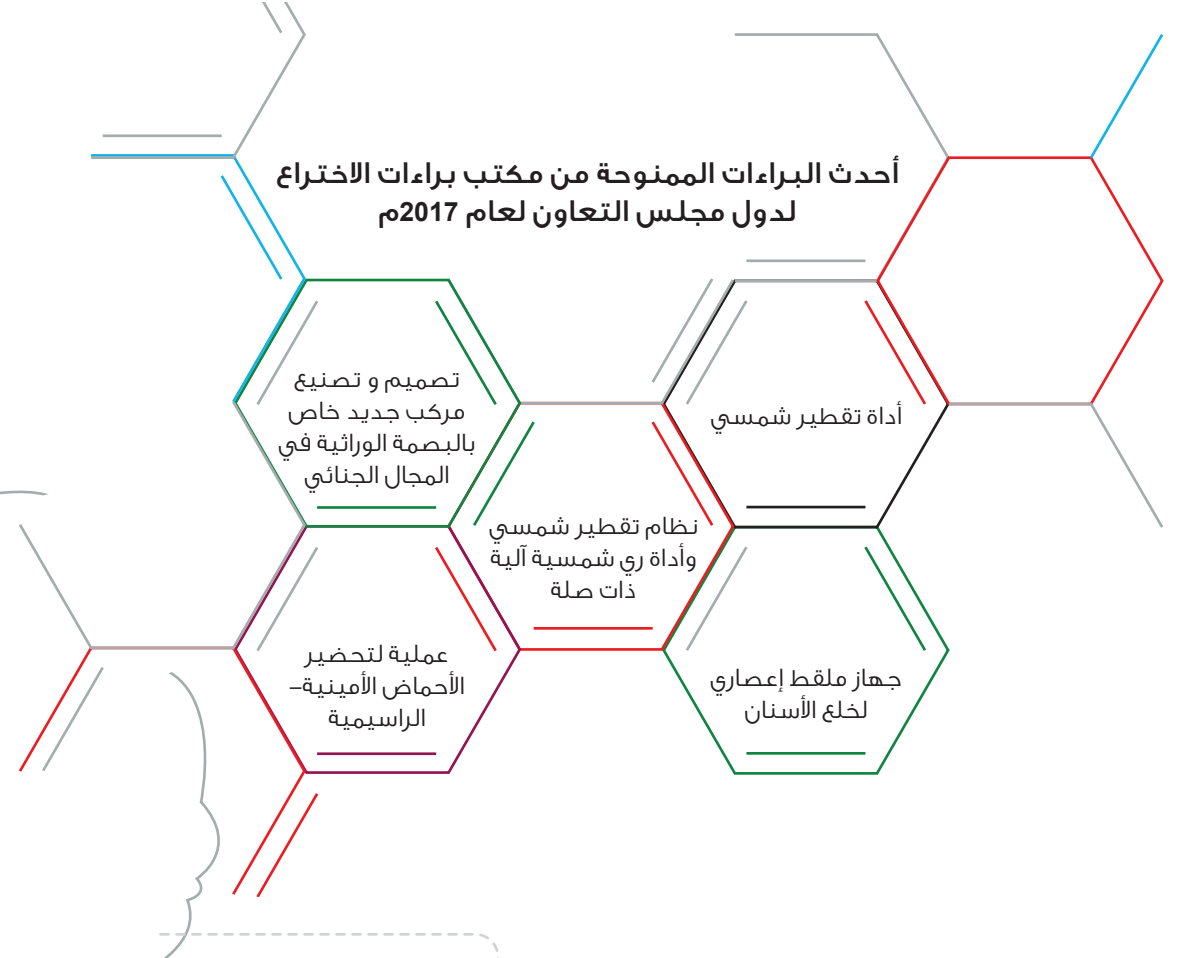 أحدث البراءات الممنوحة من مكتب براءات الاختراع
لدول مجلس التعاون لعام 2017م
أداة تقطير شمسي
تصميم و تصنيع
مركب جديد خاص
بالبصمة الوراثية في
المجال الجنائي
نظام تقطير شمسي
وأداة ري شمسية آلية
ذات صلة
جهاز ملقط إعصاري
لخلع الأسنان
عملية لتحضير
الأحماض الأمينية–
الراسيمية